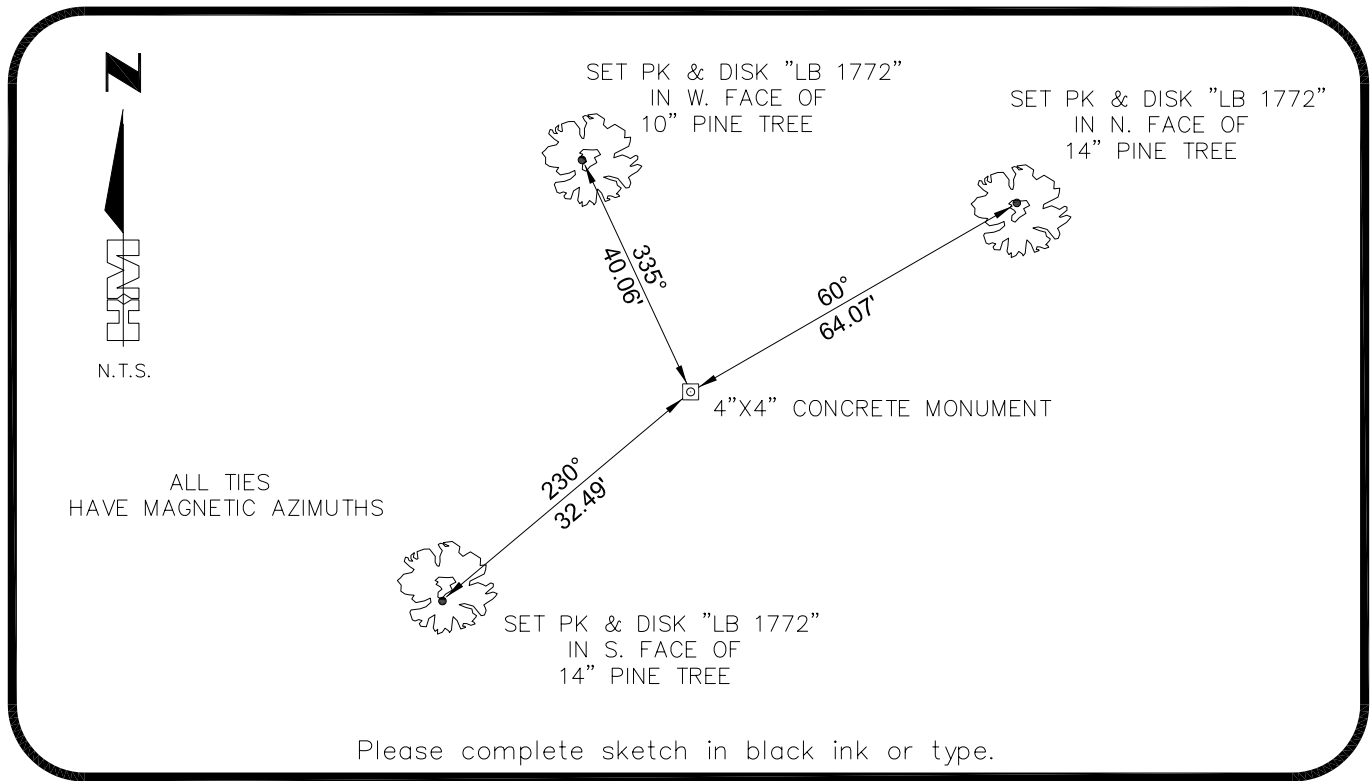 N
SET PK & DISK "LB 1772"
IN W. FACE OF
10" PINE TREE
SET PK & DISK "LB 1772"
IN N. FACE OF
14" PINE TREE
335°
40.06'
60°
64.07'
N.T.S.
4"X4" CONCRETE MONUMENT
230°
32.49'
ALL TIES
HAVE MAGNETIC AZIMUTHS
SET PK & DISK "LB 1772"
IN S. FACE OF
14" PINE TREE
Please complete sketch in black ink or type.